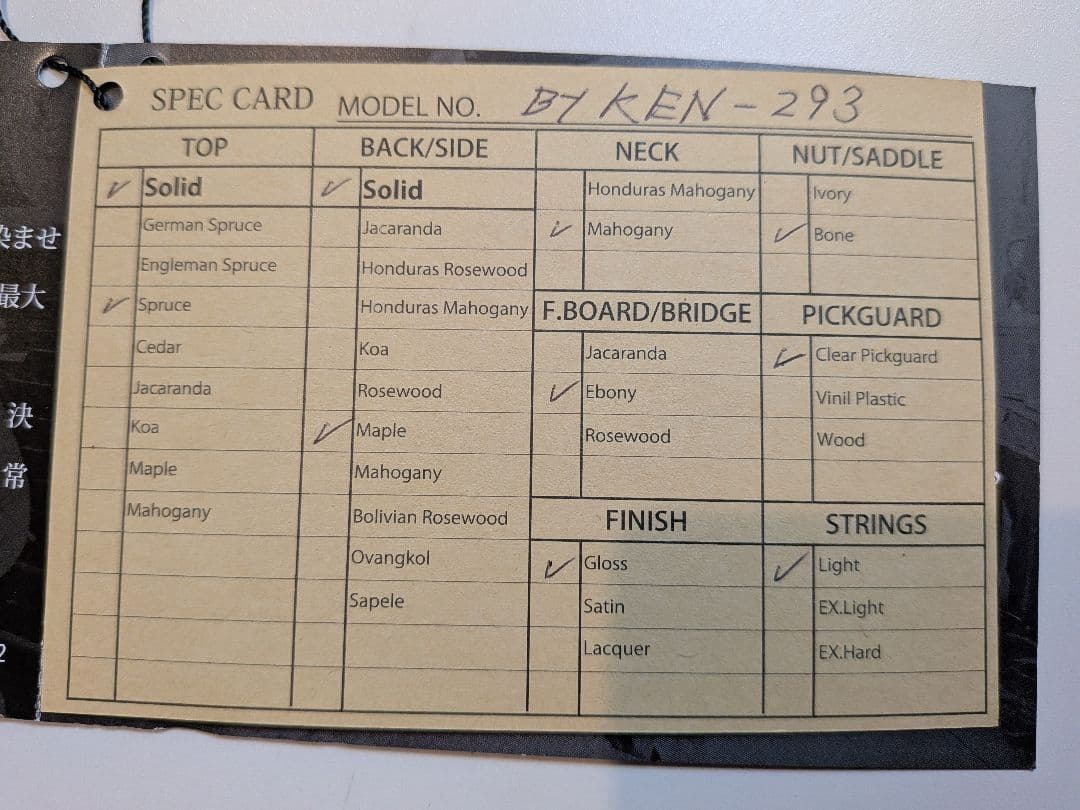 SPEC CARD MODEL NO. BY KEN-293
TOP BACK/SIDE NECK NUT/SADDLE
✓ Solid ✓ Solid Honduras Mahogany Ivory
German Spruce Jacaranda ✓ Mahogany ✓ Bone
Engleman Spruce Honduras Rosewood
✓ Spruce Honduras Mahogany F.BOARD/BRIDGE PICKGUARD
Cedar Koa Jacaranda ✓ Clear Pickguard
Jacaranda Rosewood ✓ Ebony Vinil Plastic
Koa ✓ Maple Rosewood Wood
Maple Mahogany
Mahogany Bolivian Rosewood FINISH STRINGS
Ovangkol ✓ Gloss ✓ Light
Sapele Satin EX.Light
Lacquer EX.Hard
ませ
最大
決
常
2